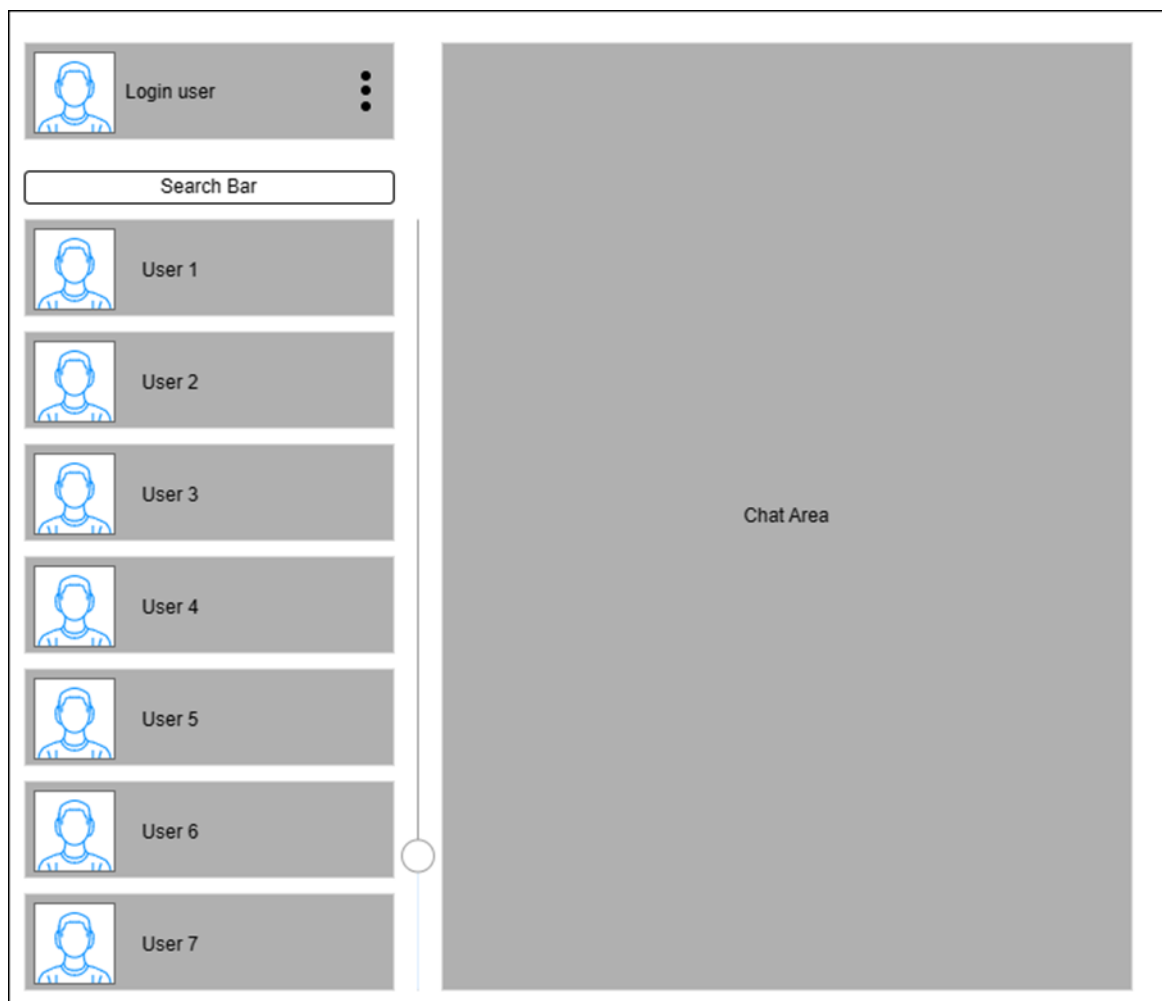 Login user
Search Bar
User 1
User 2
User 3
User 4
User 5
User 6
User 7
Chat Area